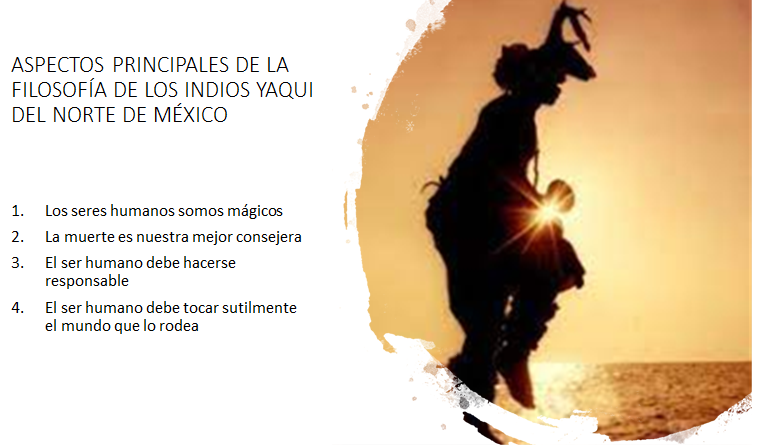 ASPECTOS PRINCIPALES DE LA
FILOSOFÍA DE LOS INDIOS YAQUI
DEL NORTE DE MÉXICO
1. Los seres humanos somos mágicos
2. La muerte es nuestra mejor consejera
3. El ser humano debe hacerse
responsable
4. El ser humano debe tocar sutilmente
el mundo que lo rodea